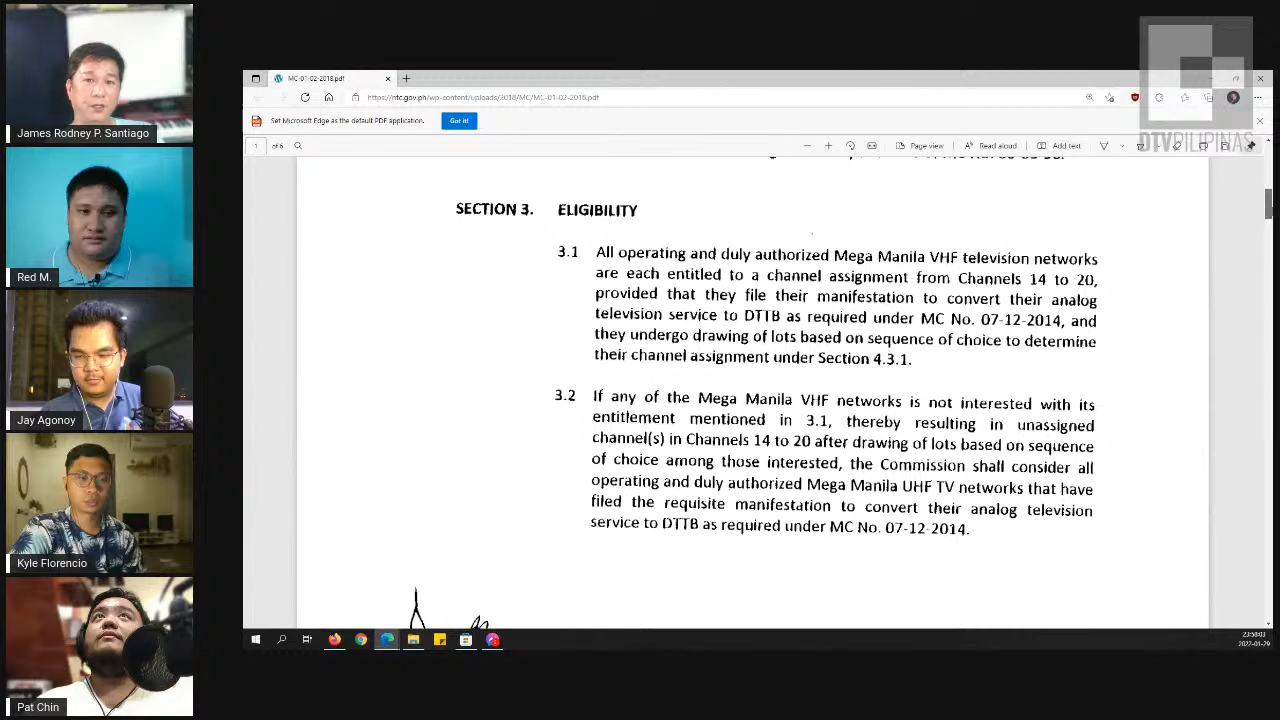 James Rodney P. Santiago
Red M.
Jay Agonoy
Kyle Florencio
Pat Chin
DTVPILIPINAS
MC-01-02-2018.pdf
https://ntc.gov.ph/wp-content/uploads/2018/MC/MC-01-02-2018.pdf
Set Microsoft Edge as the default PDF application.
Got it!
1 of 6
Page view
Read aloud
Add text
SECTION 3. ELIGIBILITY
3.1 All operating and duly authorized Mega Manila VHF television networks
are each entitled to a channel assignment from Channels 14 to 20,
provided that they file their manifestation to convert their analog
television service to DTTB as required under MC No. 07-12-2014, and
they undergo drawing of lots based on sequence of choice to determine
their channel assignment under Section 4.3.1.
3.2 If any of the Mega Manila VHF networks is not interested with its
entitlement mentioned in 3.1, thereby resulting in unassigned
channel(s) in Channels 14 to 20 after drawing of lots based on sequence
of choice among those interested, the Commission shall consider all
operating and duly authorized Mega Manila UHF TV networks that have
filed the requisite manifestation to convert their analog television
service to DTTB as required under MC No. 07-12-2014.
23:58:03
2022-01-29